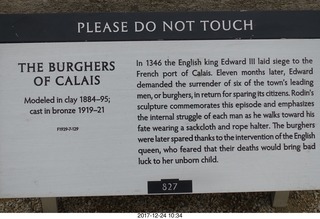 PLEASE DO NOT TOUCH
THE BURGHERS
OF CALAIS
Modeled in clay 1884–95;
cast in bronze 1919–21
F1929-7-129
In 1346 the English king Edward III laid siege to the
French port of Calais. Eleven months later, Edward
demanded the surrender of six of the town's leading
men, or burghers, in return for sparing its citizens. Rodin's
sculpture commemorates this episode and emphasizes
the internal struggle of each man as he walks toward his
fate wearing a sackcloth and rope halter. The burghers
were later spared thanks to the intervention of the English
queen, who feared that their deaths would bring bad
luck to her unborn child.
827
2017-12-24 10:34